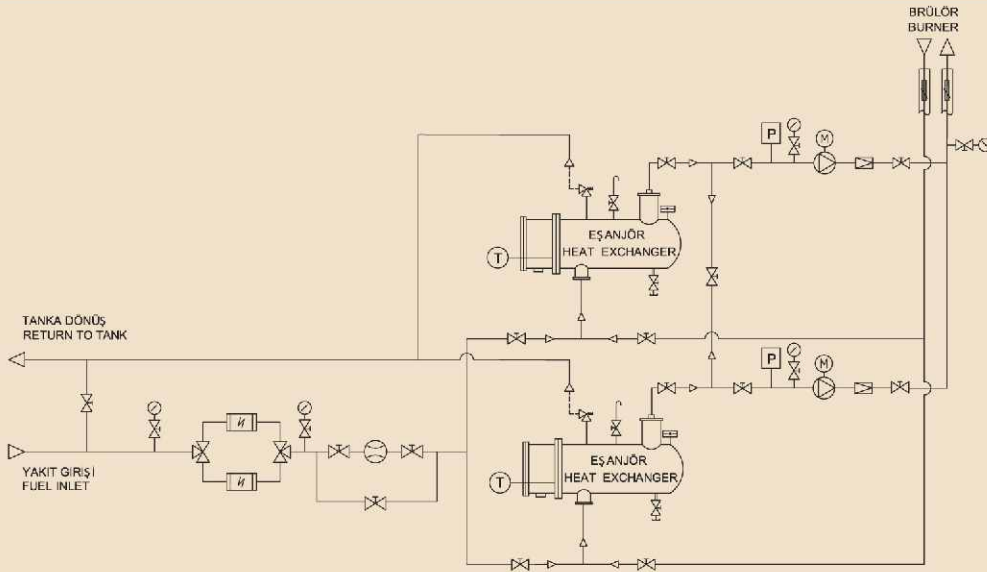 BRÜLÖR
BURNER
P
M
EŞANJÖR
HEAT EXCHANGER
T
TANKA DÖNÜŞ
RETURN TO TANK
P
M
YAKIT GIRIŞI
FUEL INLET
EŞANJÖR
HEAT EXCHANGER
T